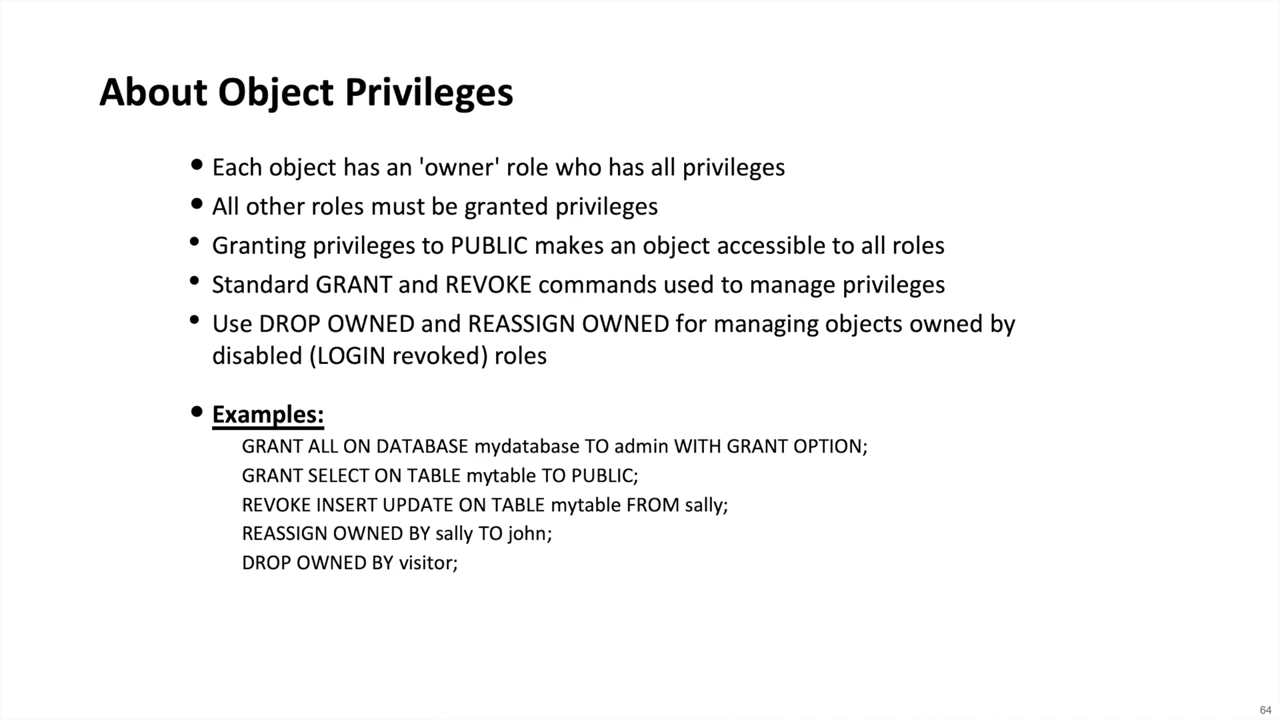 About Object Privileges
• Each object has an 'owner' role who has all privileges
• All other roles must be granted privileges
• Granting privileges to PUBLIC makes an object accessible to all roles
• Standard GRANT and REVOKE commands used to manage privileges
• Use DROP OWNED and REASSIGN OWNED for managing objects owned by
disabled (LOGIN revoked) roles
• Examples:
GRANT ALL ON DATABASE mydatabase TO admin WITH GRANT OPTION;
GRANT SELECT ON TABLE mytable TO PUBLIC;
REVOKE INSERT UPDATE ON TABLE mytable FROM sally;
REASSIGN OWNED BY sally TO john;
DROP OWNED BY visitor;
64